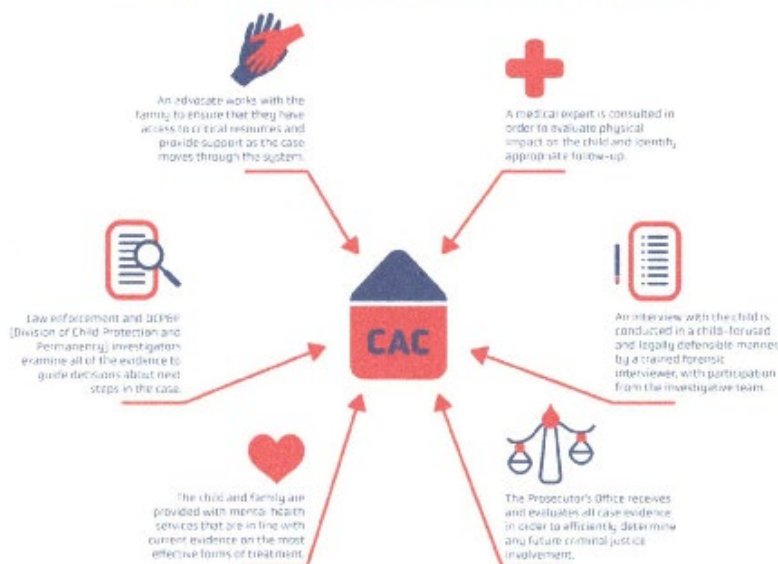 An advocate works with the
family to ensure that they have
access to critical resources and
provide support as the case
moves through the system.
A medical expert is consulted in
order to evaluate physical
impact on the child and identify
appropriate follow-up.
Law enforcement and DCP&P
(Division of Child Protection and
Permanency) investigators
examine all of the evidence to
guide decisions about next
steps in the case.
CAC
An interview with the child is
conducted in a child-focused
and legally defensible manner,
by a trained forensic
interviewer, with participation
from the investigative team.
The child and family are
provided with mental health
services that are in line with
current evidence on the most
effective forms of treatment.
The Prosecutor's Office receives
and evaluates all case evidence
in order to efficiently determine
any future criminal justice
involvement.